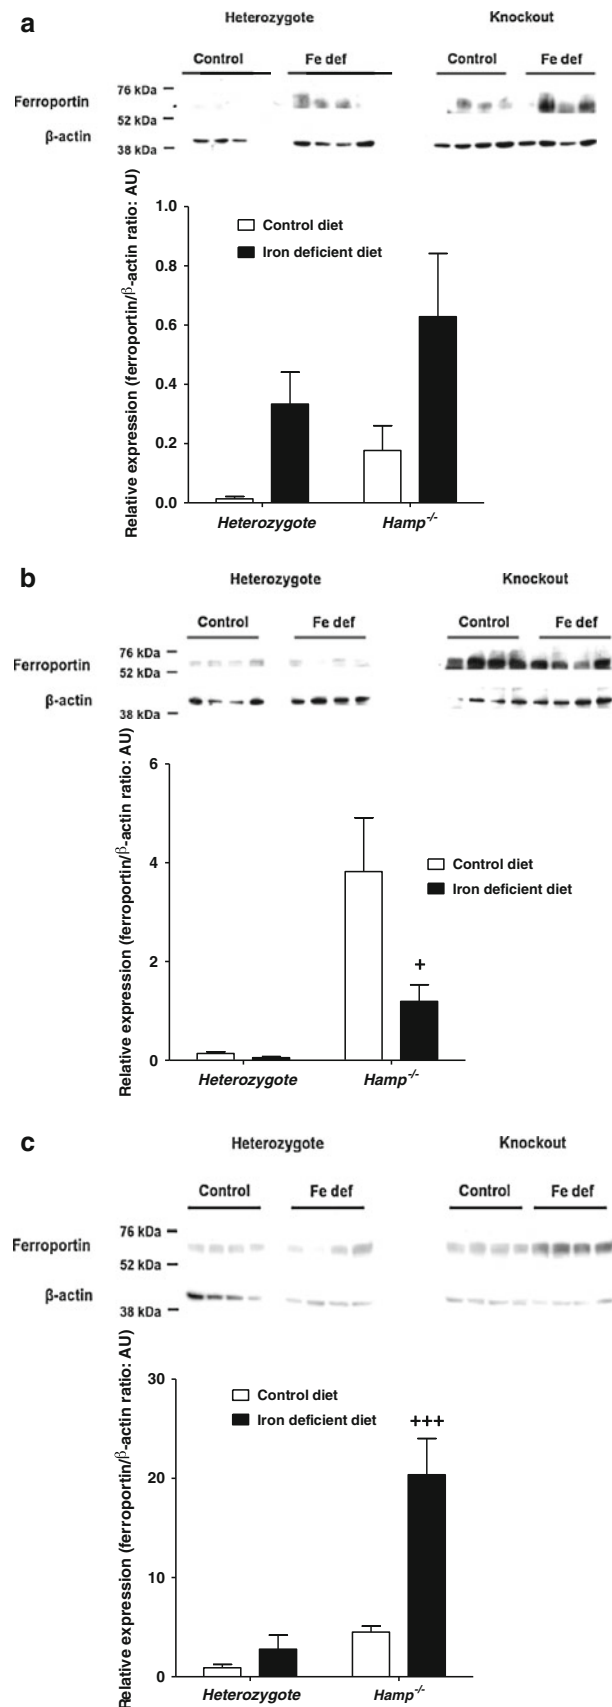 a
Heterozygote Knockout
Control Fe def Control Fe def
76 kDa
Ferroportin
52 kDa
β-actin
38 kDa
Relative expression (ferroportin/β-actin ratio: AU)
1.0
Control diet
Iron deficient diet
0.8
0.6
0.4
0.2
0.0
Heterozygote Hamp-/-
b
Heterozygote Knockout
Control Fe def Control Fe def
76 kDa
Ferroportin
52 kDa
β-actin
38 kDa
Relative expression (ferroportin/β-actin ratio: AU)
6
4
Control diet
Iron deficient diet
2
+
0
Heterozygote Hamp-/-
c
Heterozygote Knockout
Control Fe def Control Fe def
76 kDa
Ferroportin
52 kDa
β-actin
38 kDa
Relative expression (ferroportin/β-actin ratio: AU)
30
Control diet
Iron deficient diet
+++
20
10
0
Heterozygote Hamp-/-